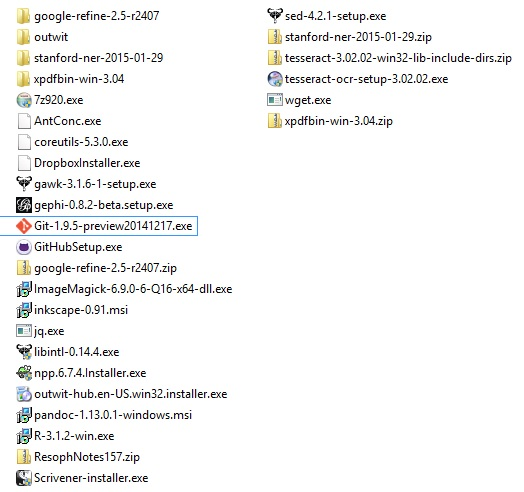 google-refine-2.5-r2407
outwit
stanford-ner-2015-01-29
xpdfbin-win-3.04
7z920.exe
AntConc.exe
coreutils-5.3.0.exe
DropboxInstaller.exe
gawk-3.1.6-1-setup.exe
gephi-0.8.2-beta.setup.exe
Git-1.9.5-preview20141217.exe
GitHubSetup.exe
google-refine-2.5-r2407.zip
ImageMagick-6.9.0-6-Q16-x64-dll.exe
inkscape-0.91.msi
jq.exe
libintl-0.14.4.exe
npp.6.7.4.Installer.exe
outwit-hub.en-US.win32.installer.exe
pandoc-1.13.0.1-windows.msi
R-3.1.2-win.exe
ResophNotes157.zip
Scrivener-installer.exe
sed-4.2.1-setup.exe
stanford-ner-2015-01-29.zip
tesseract-3.02.02-win32-lib-include-dirs.zip
tesseract-ocr-setup-3.02.02.exe
wget.exe
xpdfbin-win-3.04.zip